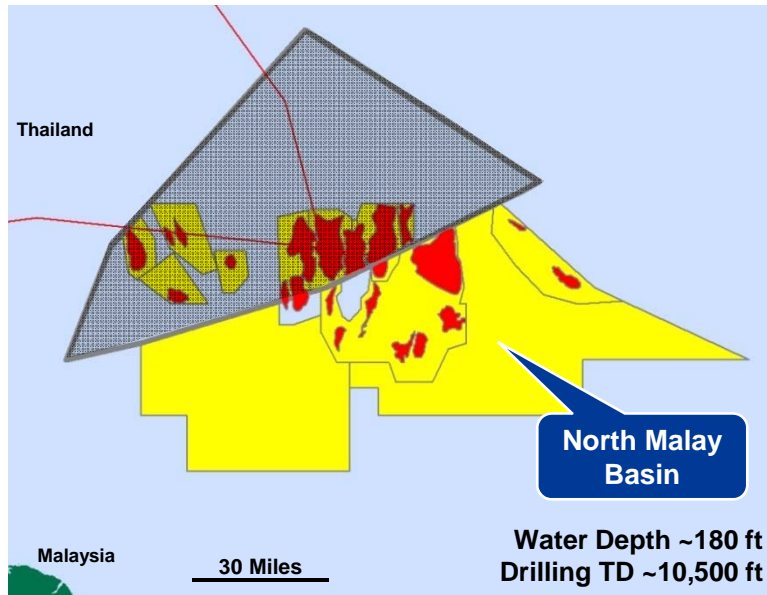 Thailand
North Malay
Basin
Water Depth ~180 ft
Drilling TD ~10,500 ft
Malaysia
30 Miles